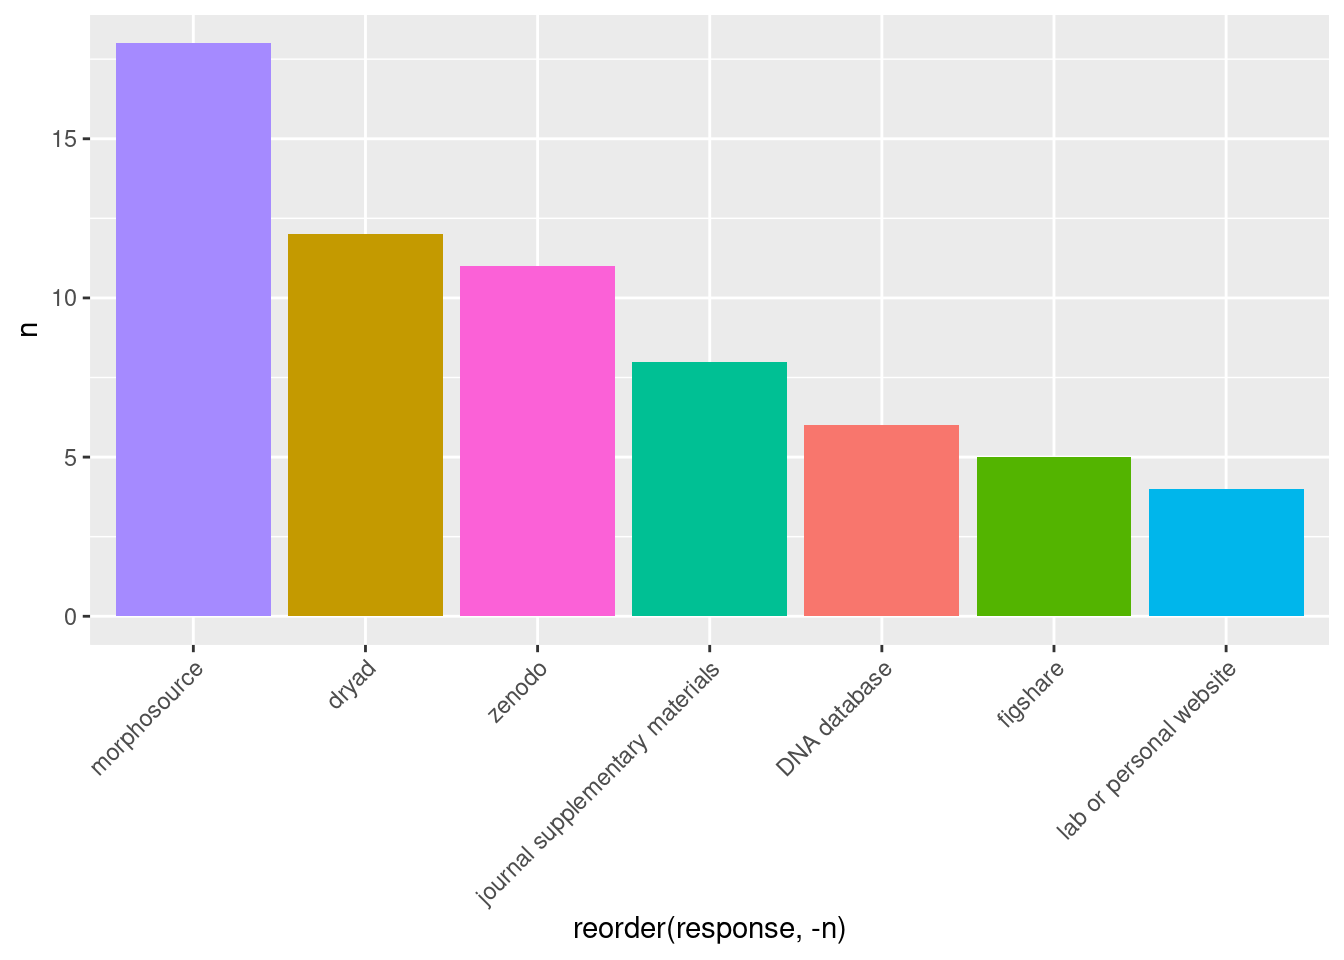 n
15
10
5
0
morphosource
dryad
zenodo
journal supplementary materials
DNA database
figshare
lab or personal website
reorder(response, -n)